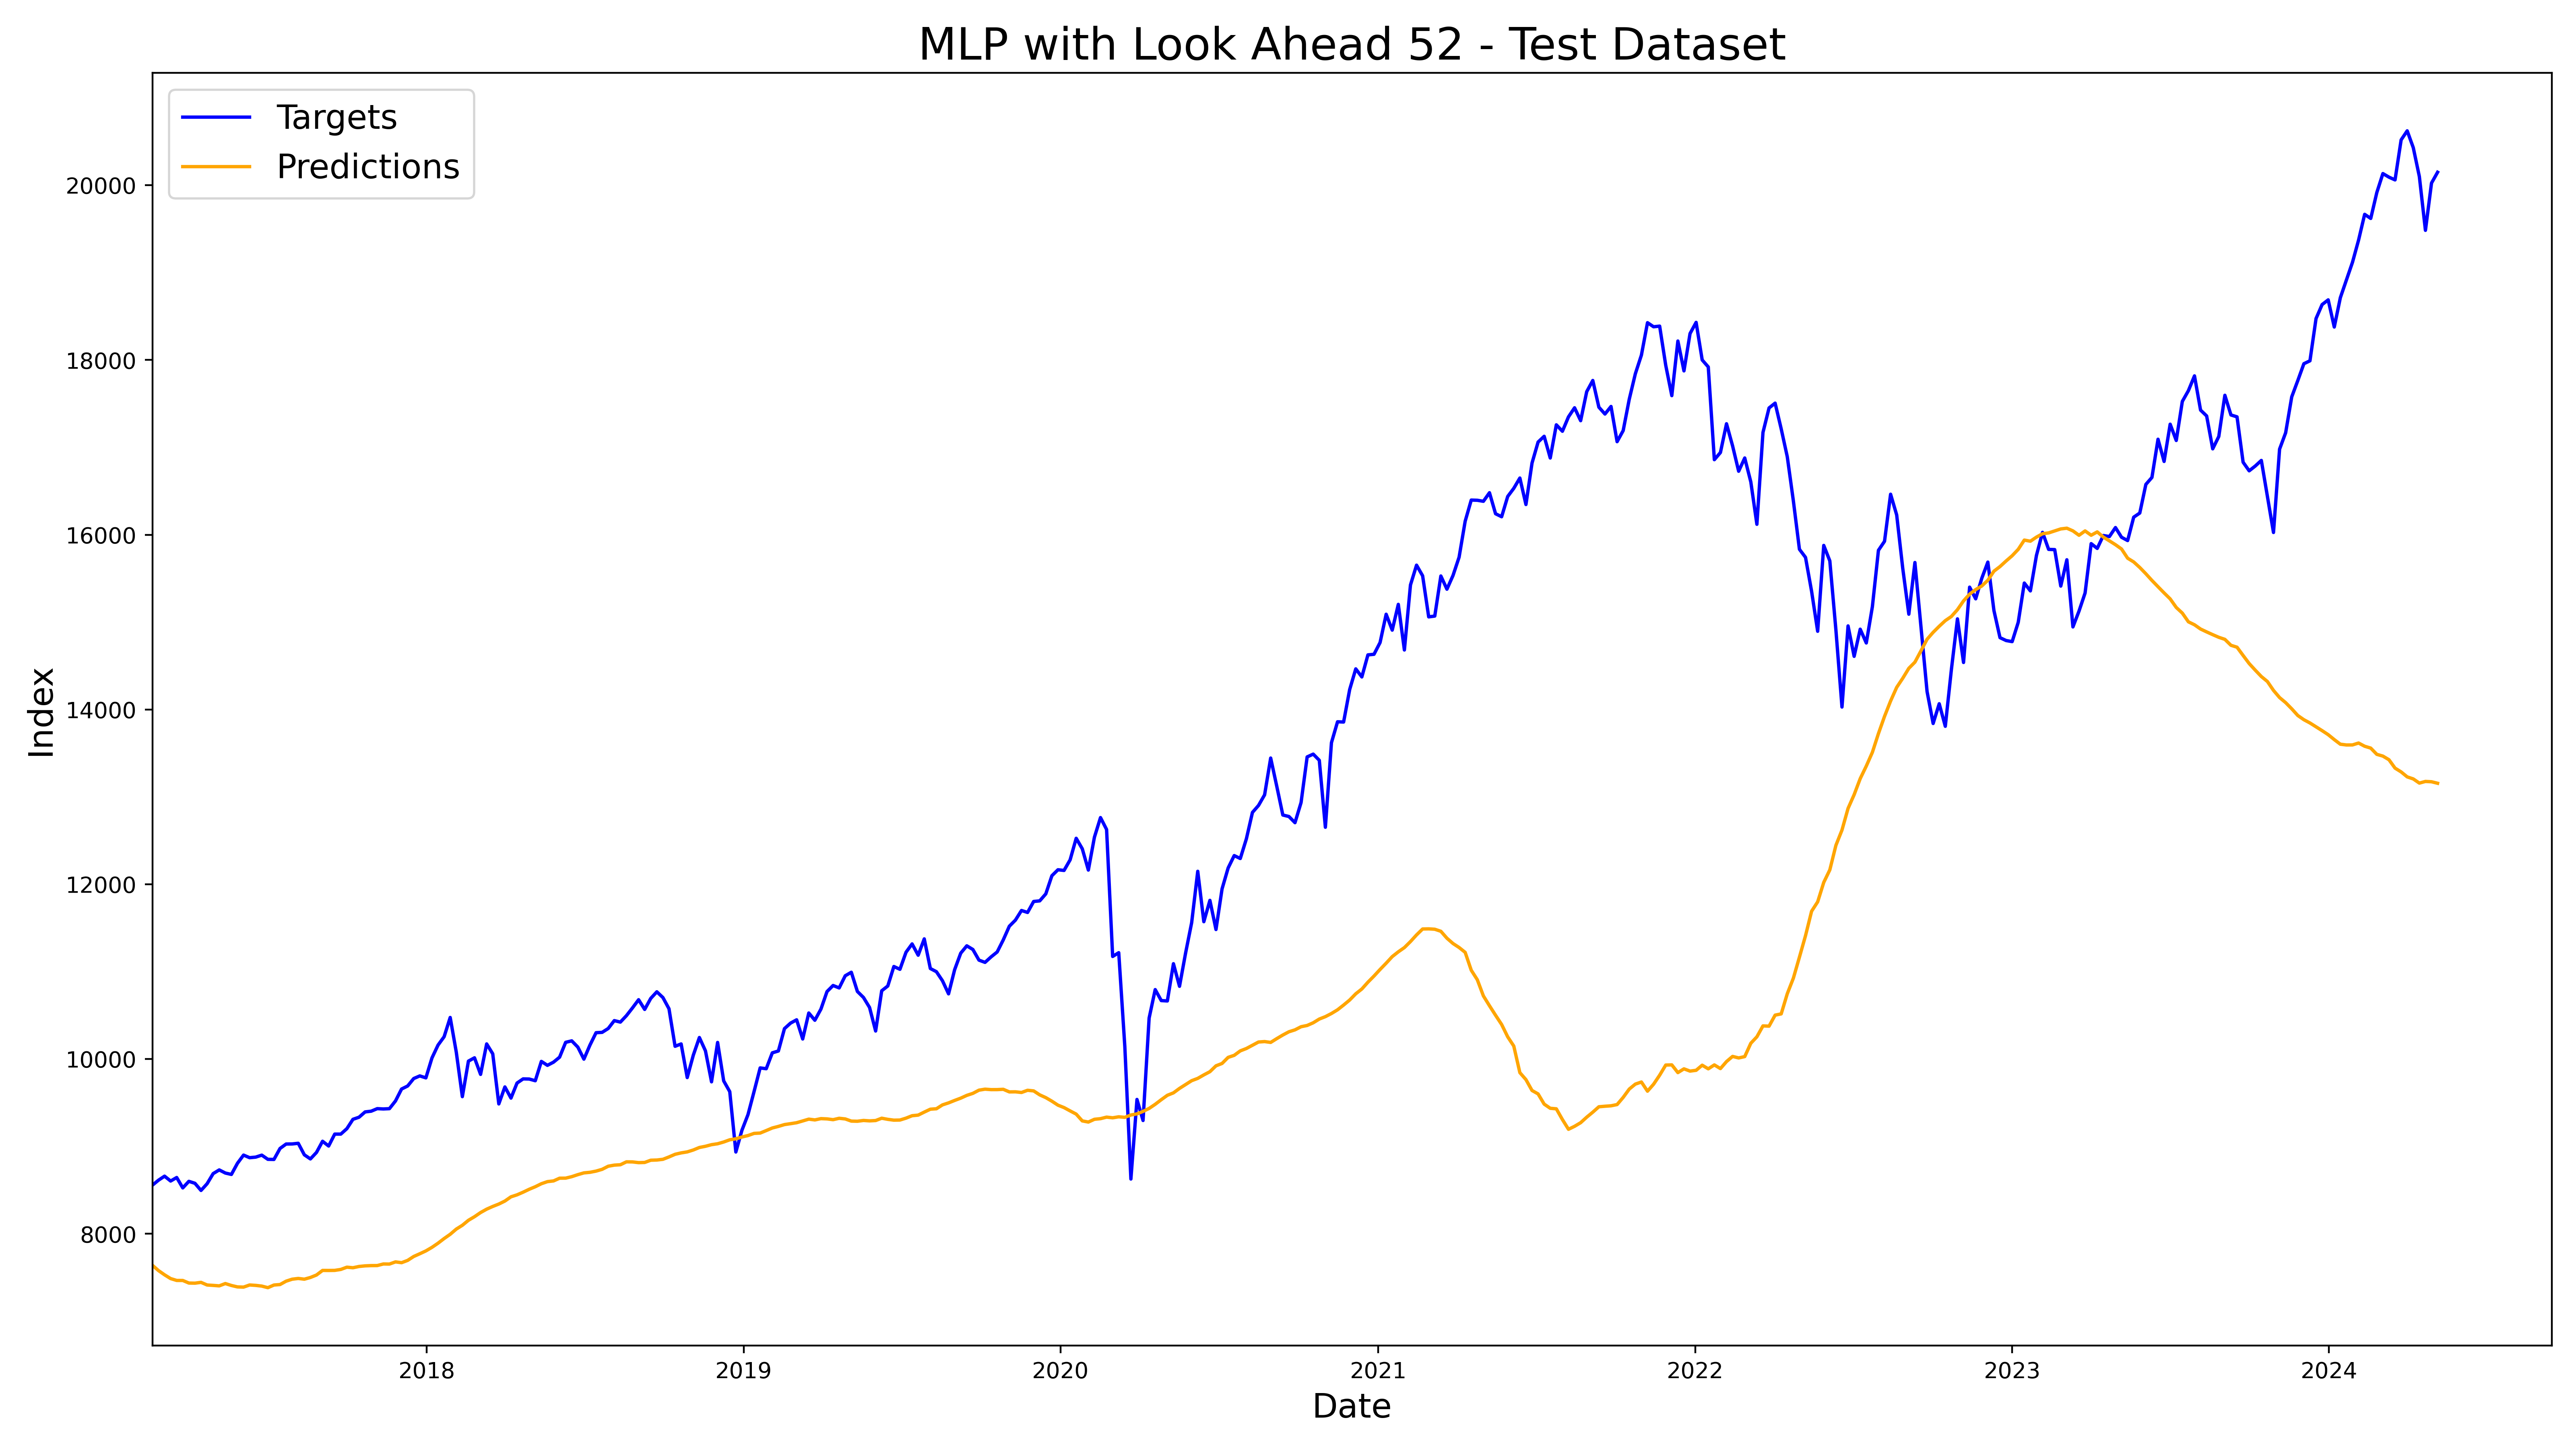 MLP with Look Ahead 52 - Test Dataset
Targets
Predictions
20000
18000
16000
14000
12000
10000
8000
Index
2018 2019 2020 2021 2022 2023 2024
Date